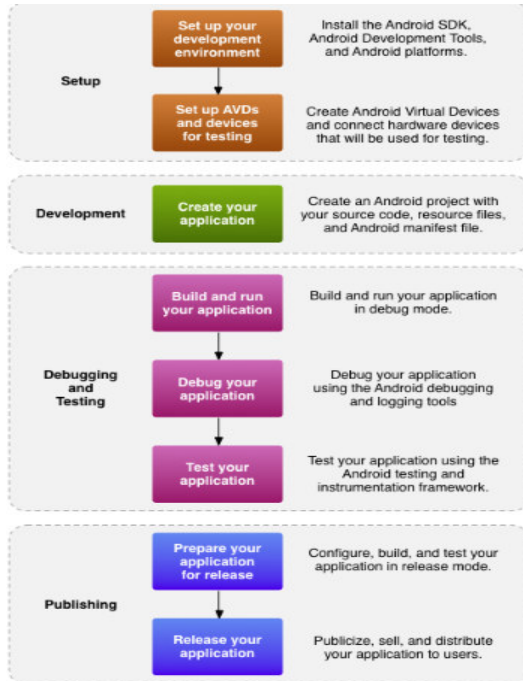 Setup
Set up your
development
environment
Install the Android SDK,
Android Development Tools,
and Android platforms.
Set up AVDs
and devices
for testing
Create Android Virtual Devices
and connect hardware devices
that will be used for testing.
Development
Create your
application
Create an Android project with
your source code, resource files,
and Android manifest file.
Debugging
and
Testing
Build and run
your application
Build and run your application
in debug mode.
Debug your
application
Debug your application
using the Android debugging
and logging tools
Test your
application
Test your application using the
Android testing and
instrumentation framework.
Publishing
Prepare your
application
for release
Configure, build, and test your
application in release mode.
Release your
application
Publicize, sell, and distribute
your application to users.